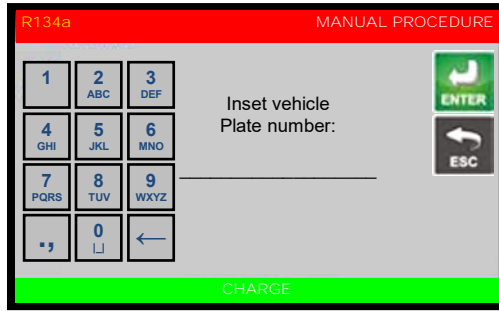 R134a MANUAL PROCEDURE
1 2 ABC 3 DEF
4 GHI 5 JKL 6 MNO
7 PQRS 8 TUV 9 WXYZ
., 0 ←
Inset vehicle
Plate number:
ENTER
ESC
CHARGE